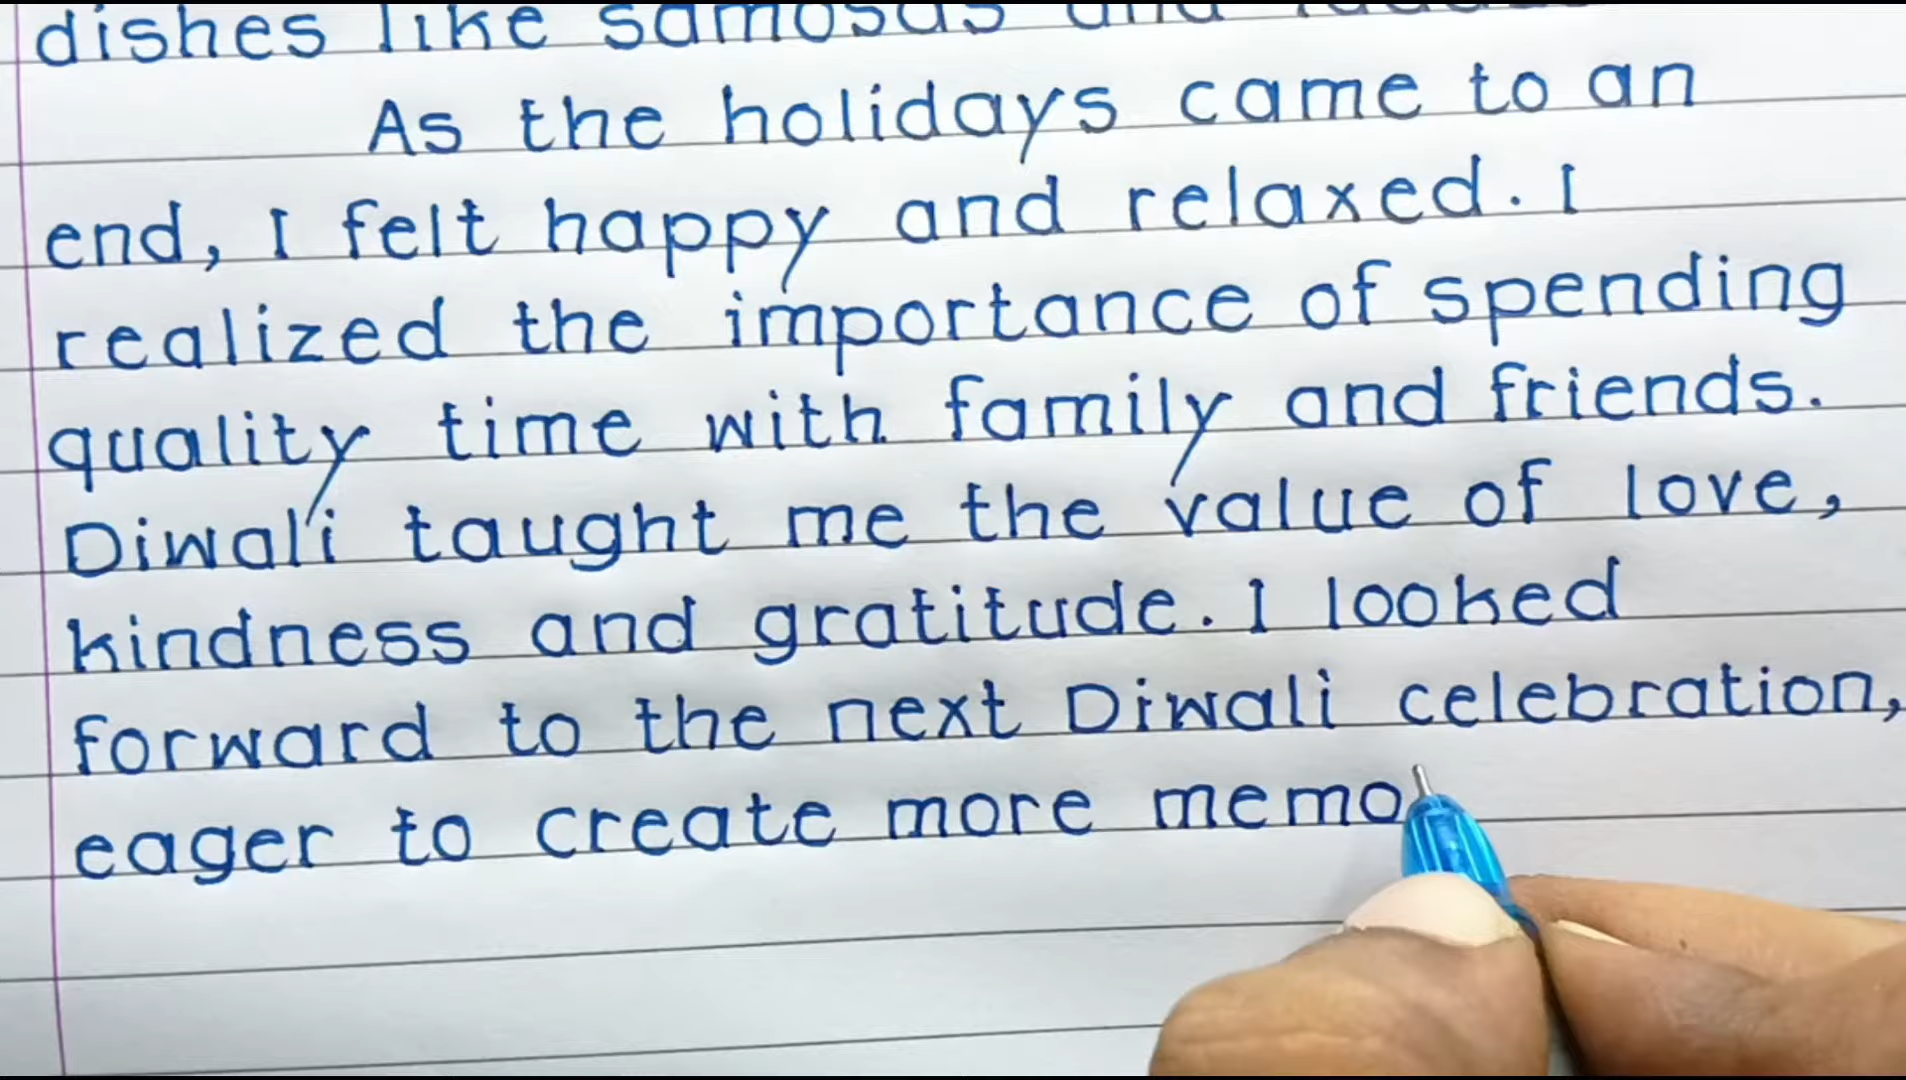 dishes like samosas and
As the holidays came to an
end, I felt happy and relaxed. I
realized the importance of spending
quality time with family and friends.
Diwali taught me the value of love,
kindness and gratitude. I looked
forward to the next Diwali celebration,
eager to create more memo